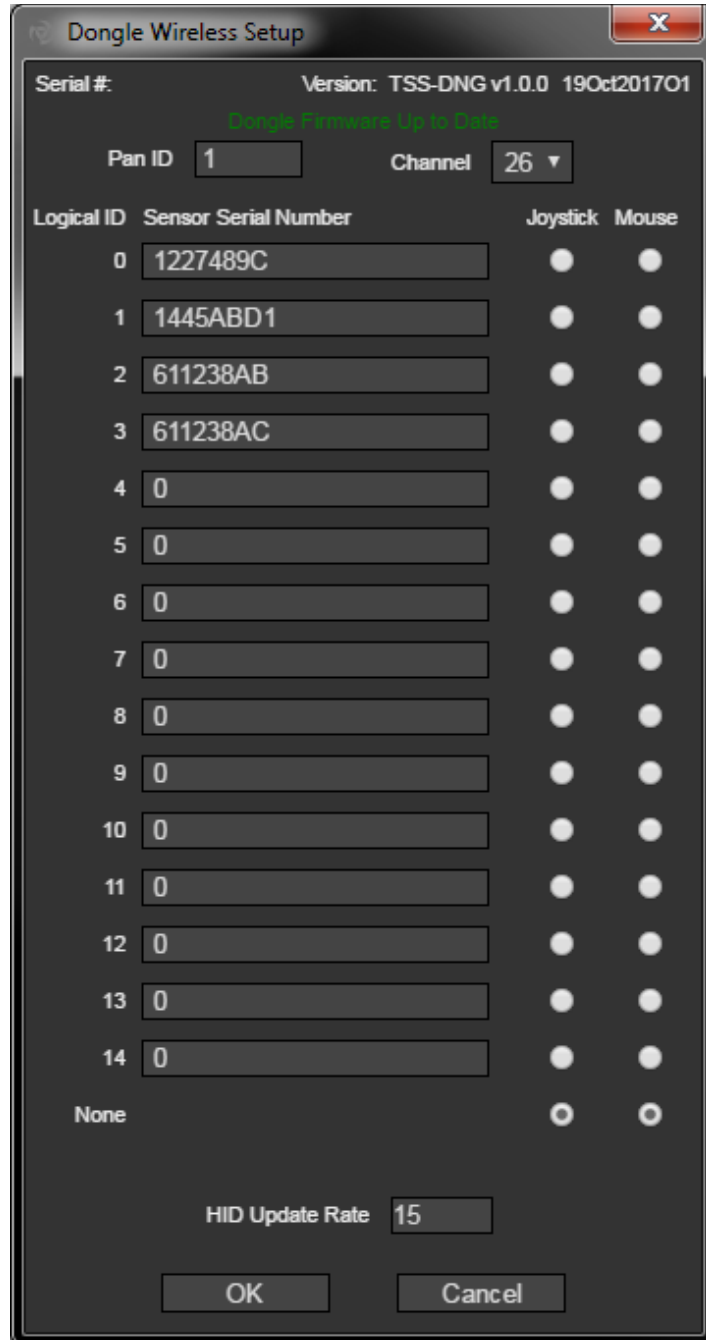 Dongle Wireless Setup
Serial #: Version: TSS-DNG v1.0.0 19Oct2017O1
Dongle Firmware Up to Date
Pan ID 1 Channel 26
Logical ID Sensor Serial Number Joystick Mouse
0 1227489C
1 1445ABD1
2 611238AB
3 611238AC
4 0
5 0
6 0
7 0
8 0
9 0
10 0
11 0
12 0
13 0
14 0
None
HID Update Rate 15
OK Cancel